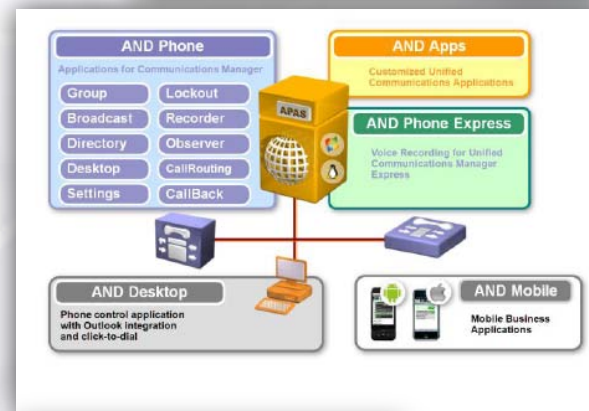 AND Phone
Applications for Communications Manager
Group
Lockout
Broadcast
Recorder
Directory
Observer
Desktop
CallRouting
Settings
CallBack
APAS
AND Apps
Customized Unified
Communications Applications
AND Phone Express
Voice Recording for Unified
Communications Manager
Express
AND Desktop
Phone control application
with Outlook integration
and click-to-dial
AND Mobile
Mobile Business
Applications